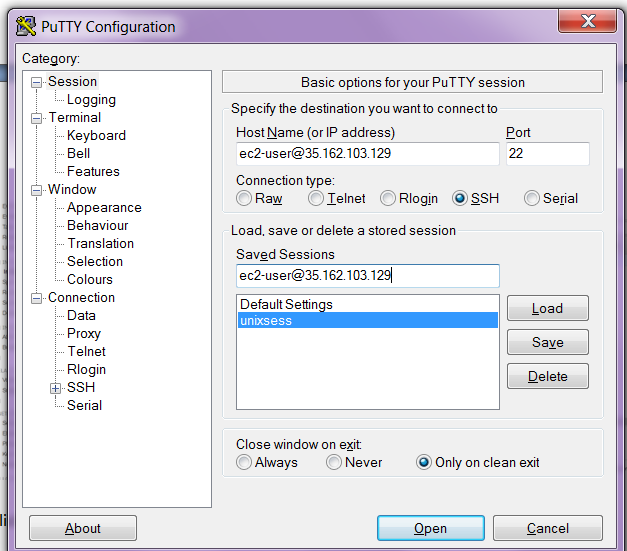 PuTTY Configuration
Category:
Session
Logging
Terminal
Keyboard
Bell
Features
Window
Appearance
Behaviour
Translation
Selection
Colours
Connection
Data
Proxy
Telnet
Rlogin
SSH
Serial
Basic options for your PuTTY session
Specify the destination you want to connect to
Host Name (or IP address) Port
ec2-user@35.162.103.129 22
Connection type:
Raw Telnet Rlogin SSH Serial
Load, save or delete a stored session
Saved Sessions
ec2-user@35.162.103.129
Default Settings
unixsess
Load
Save
Delete
Close window on exit:
Always Never Only on clean exit
About Open Cancel